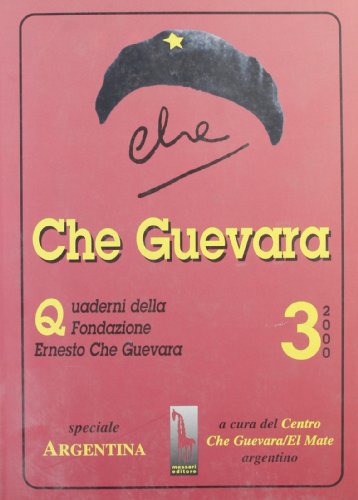 Che
Che Guevara
Quaderni della
Fondazione
Ernesto Che Guevara
3
2000
speciale
ARGENTINA
massari
editore
a cura del Centro
Che Guevara/El Mate
argentino